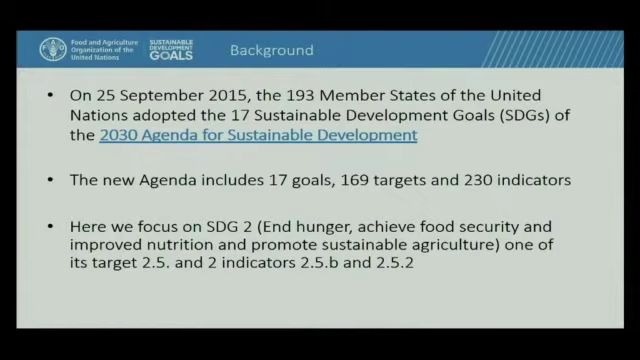 Food and Agriculture
Organization of the
United Nations
SUSTAINABLE
DEVELOPMENT
GOALS
Background
• On 25 September 2015, the 193 Member States of the United
Nations adopted the 17 Sustainable Development Goals (SDGs) of
the 2030 Agenda for Sustainable Development
• The new Agenda includes 17 goals, 169 targets and 230 indicators
• Here we focus on SDG 2 (End hunger, achieve food security and
improved nutrition and promote sustainable agriculture) one of
its target 2.5. and 2 indicators 2.5.b and 2.5.2